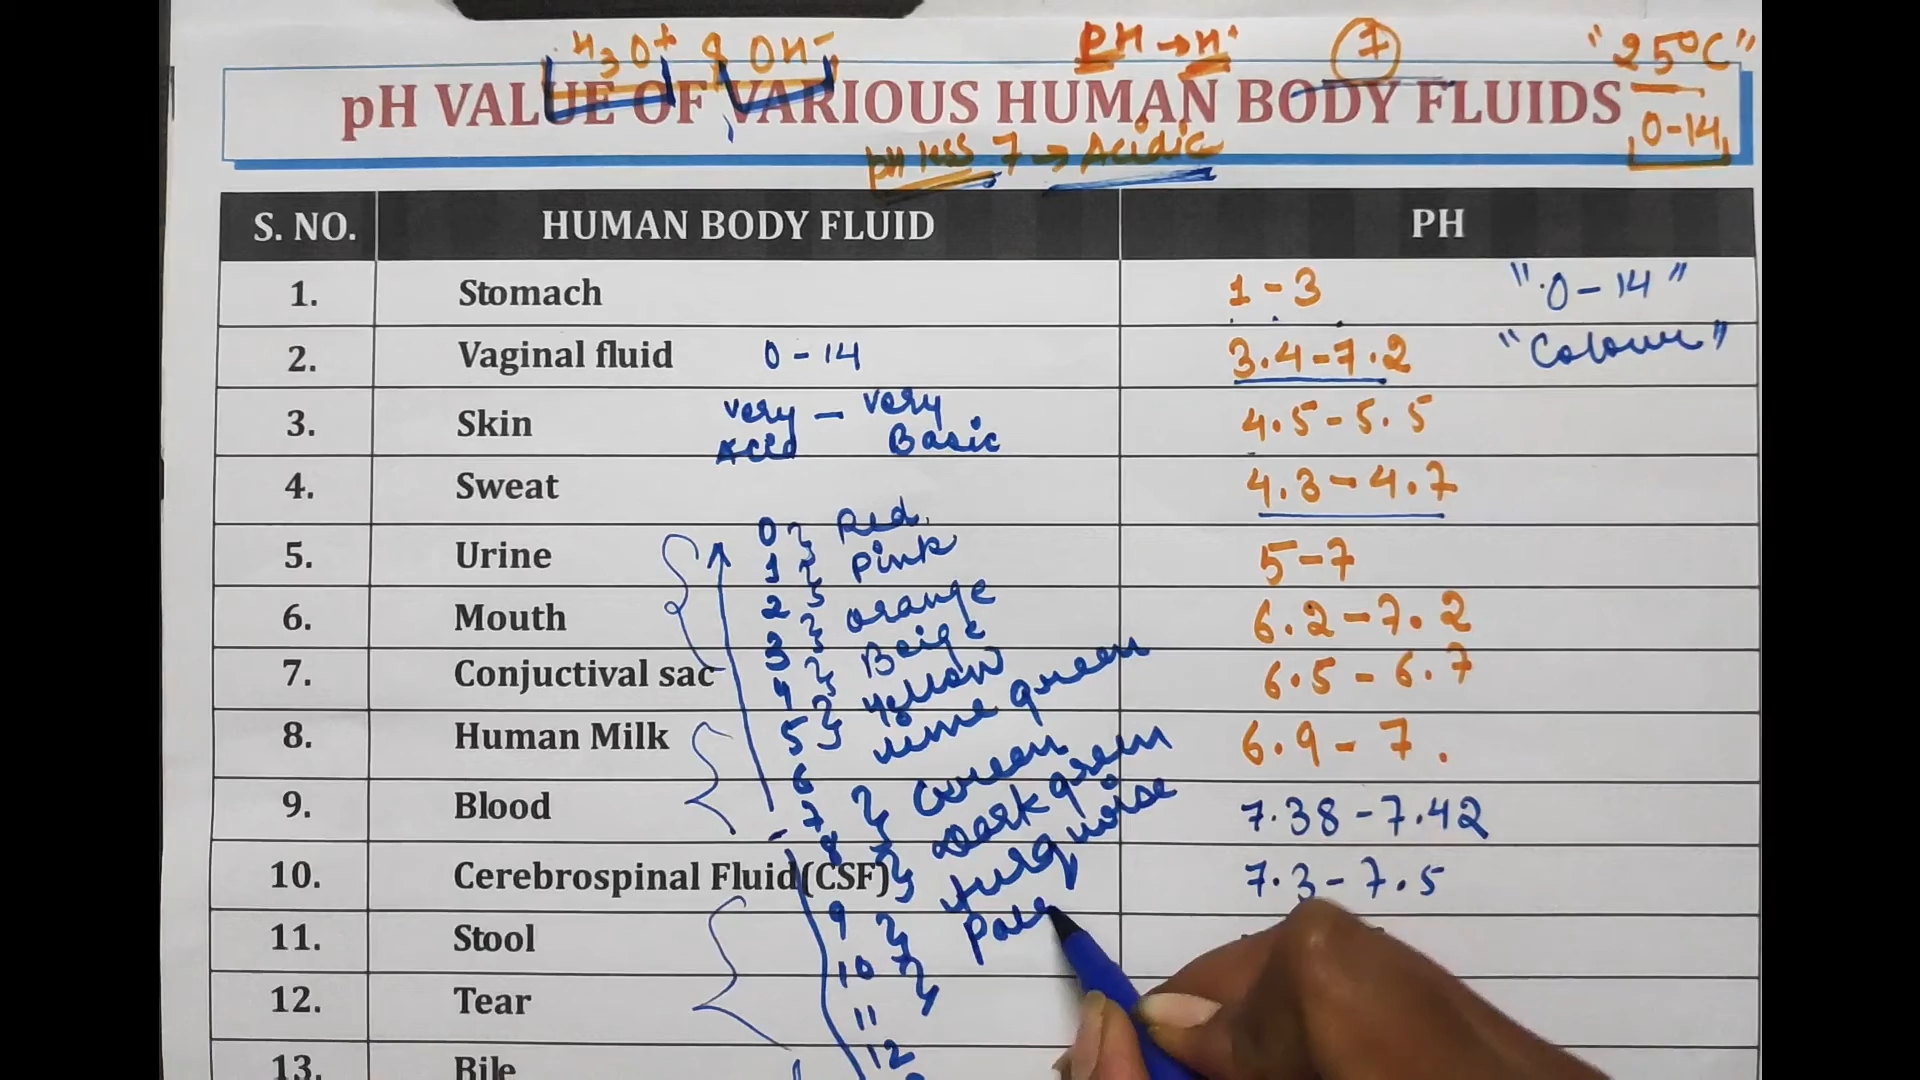 H3O+ & OH-
pH → H+
7
"25°C"
pH VALUE OF VARIOUS HUMAN BODY FLUIDS
0-14
pH less 7 → Acidic
S. NO. HUMAN BODY FLUID PH
1. Stomach 1-3 "0-14"
2. Vaginal fluid 0-14 3.4-7.2 "Colour"
3. Skin very Acid - very Basic 4.5-5.5
4. Sweat 4.3-4.7
0 Red
5. Urine 5-7
1 Pink
2 orange
6. Mouth 6.2-7.2
3 Beige
7. Conjuctival sac 6.5-6.7
4 Yellow
5 lime green
8. Human Milk 6.9-7.
6 Green
9. Blood 7.38-7.42
7 Dark green
8 turquoise
10. Cerebrospinal Fluid(CSF) 7.3-7.5
9
11. Stool
10
12. Tear
11
12
13. Bile